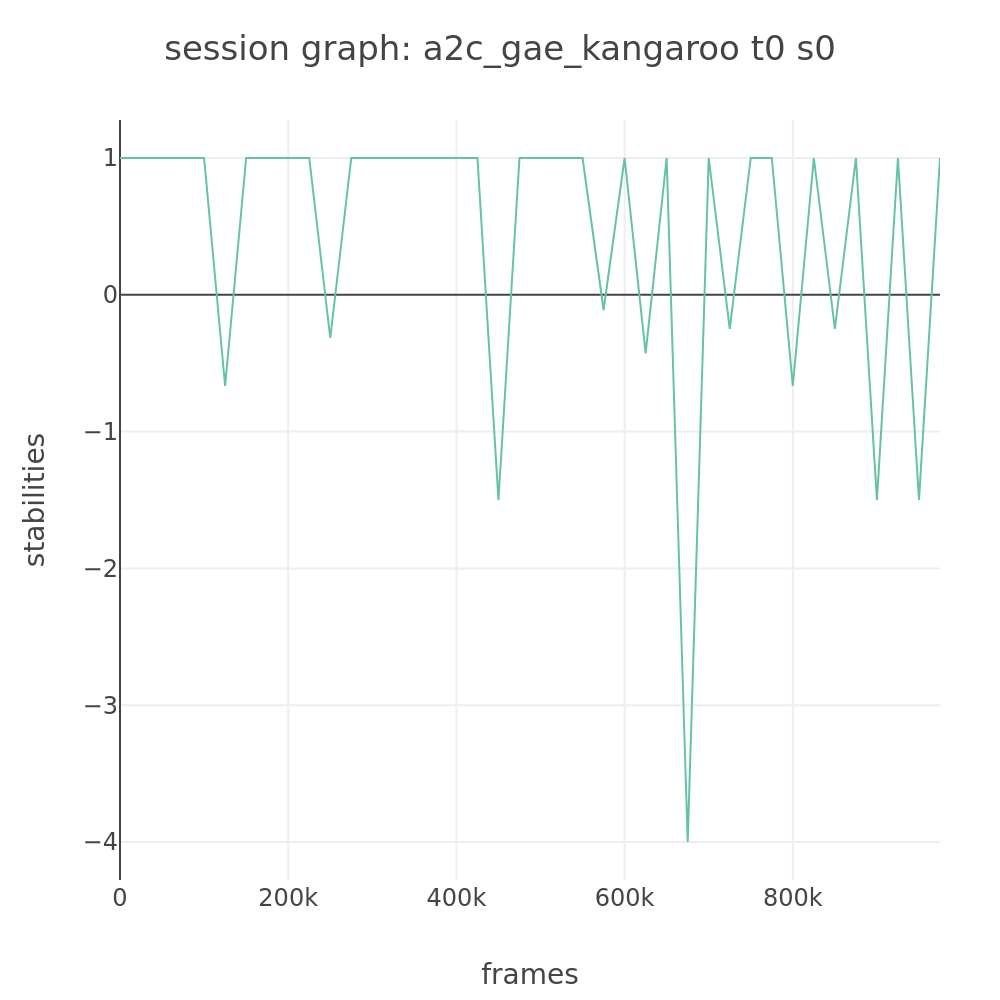 session graph: a2c_gae_kangaroo t0 s0
1
0
−1
−2
−3
−4
stabilities
0
200k
400k
600k
800k
frames